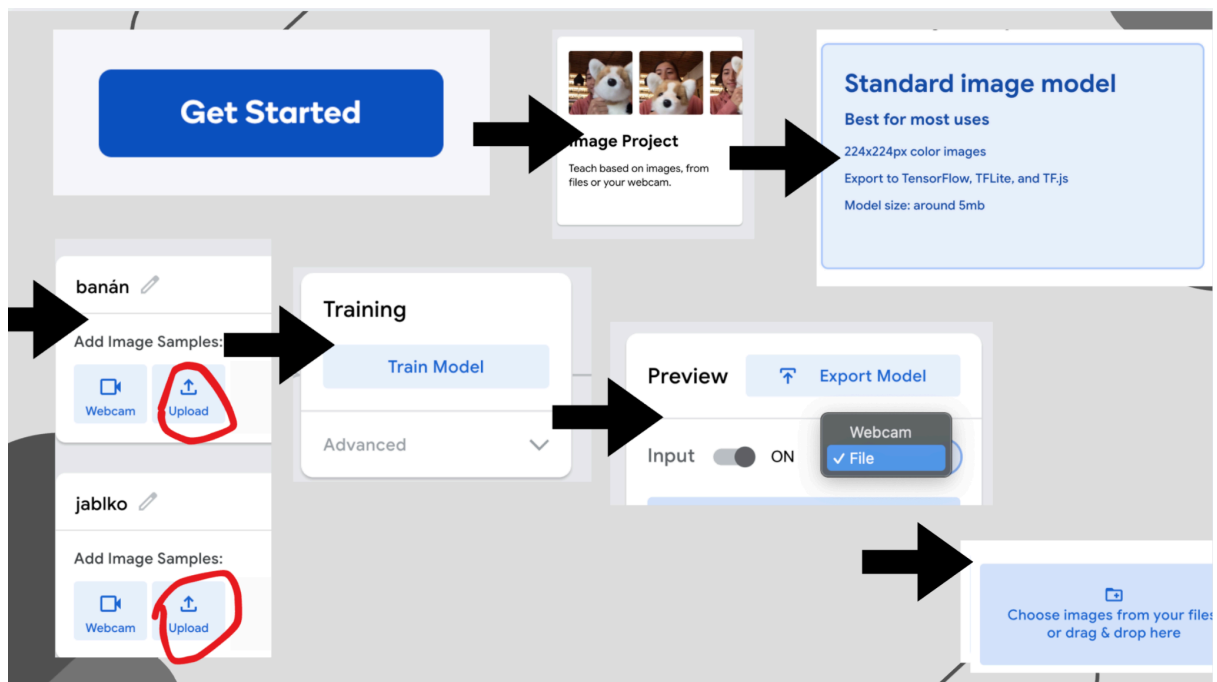 Get Started
Image Project
Teach based on images, from
files or your webcam.
Standard image model
Best for most uses
224x224px color images
Export to TensorFlow, TFLite, and TF.js
Model size: around 5mb
banán
Add Image Samples:
Webcam
Upload
jablko
Add Image Samples:
Webcam
Upload
Training
Train Model
Advanced
Preview
Export Model
Input
ON
Webcam
✓ File
Choose images from your files
or drag & drop here